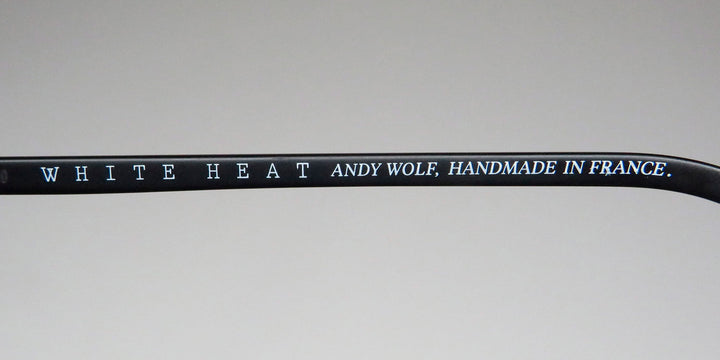 WHITE HEAT ANDY WOLF, HANDMADE IN FRANCE.